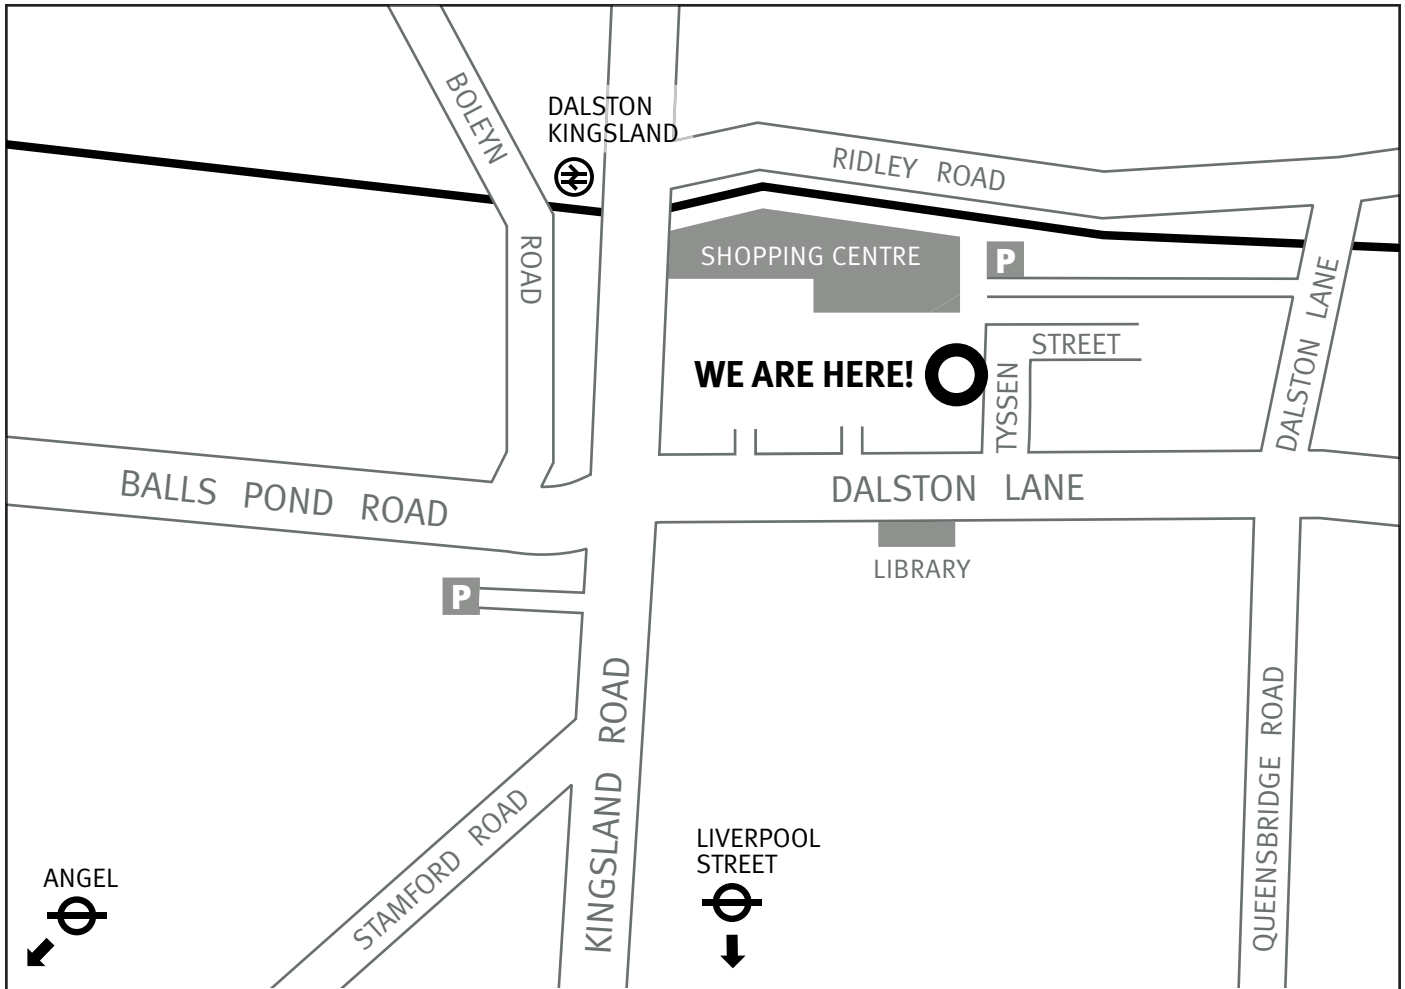 BOLEYN ROAD
DALSTON
KINGSLAND
RIDLEY ROAD
SHOPPING CENTRE
P
DALSTON LANE
STREET
TYSSEN
WE ARE HERE!
BALLS POND ROAD
DALSTON LANE
LIBRARY
P
KINGSLAND ROAD
QUEENSBRIDGE ROAD
STAMFORD ROAD
LIVERPOOL
STREET
ANGEL